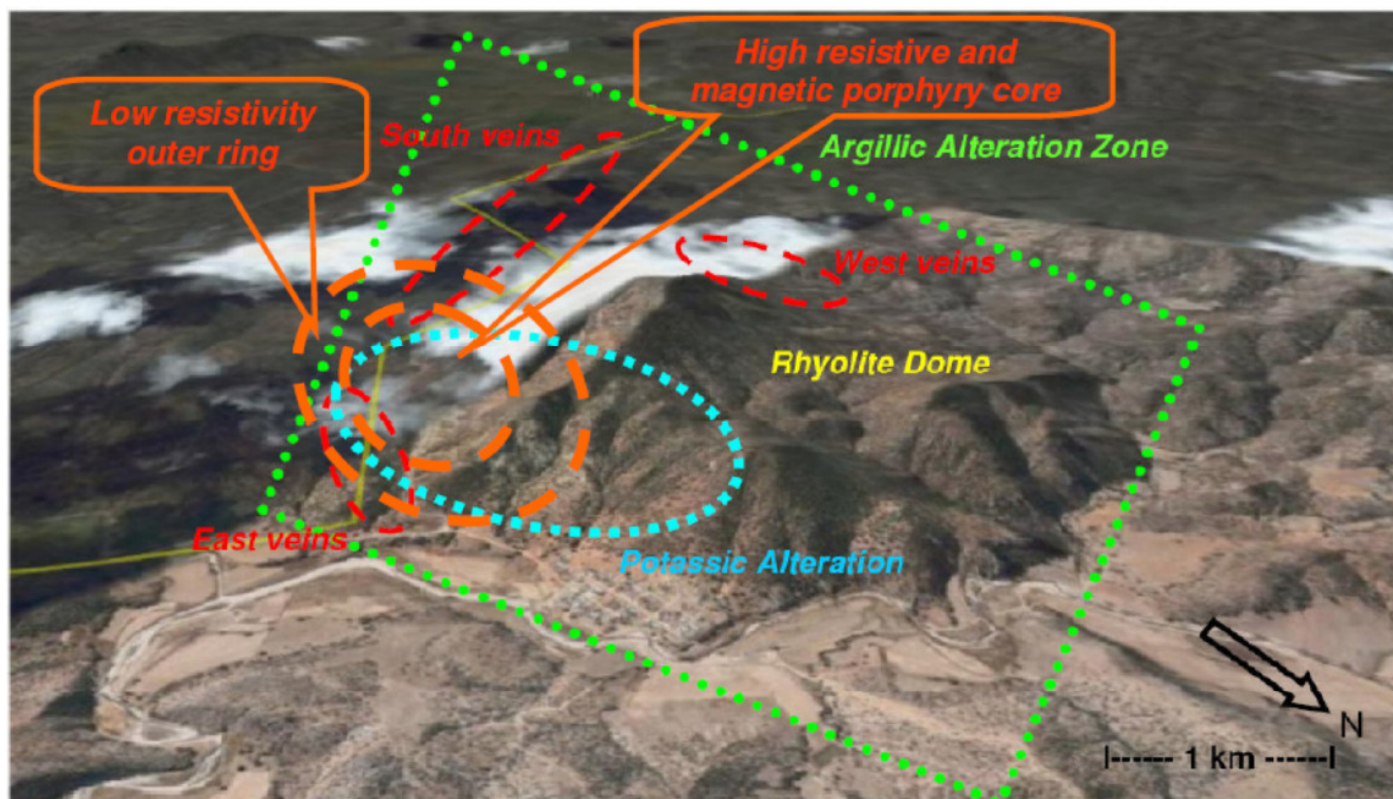 High resistive and
magnetic porphyry core
Low resistivity
outer ring
South veins
Argillic Alteration Zone
West veins
Rhyolite Dome
East veins
Potassic Alteration
N
1 km